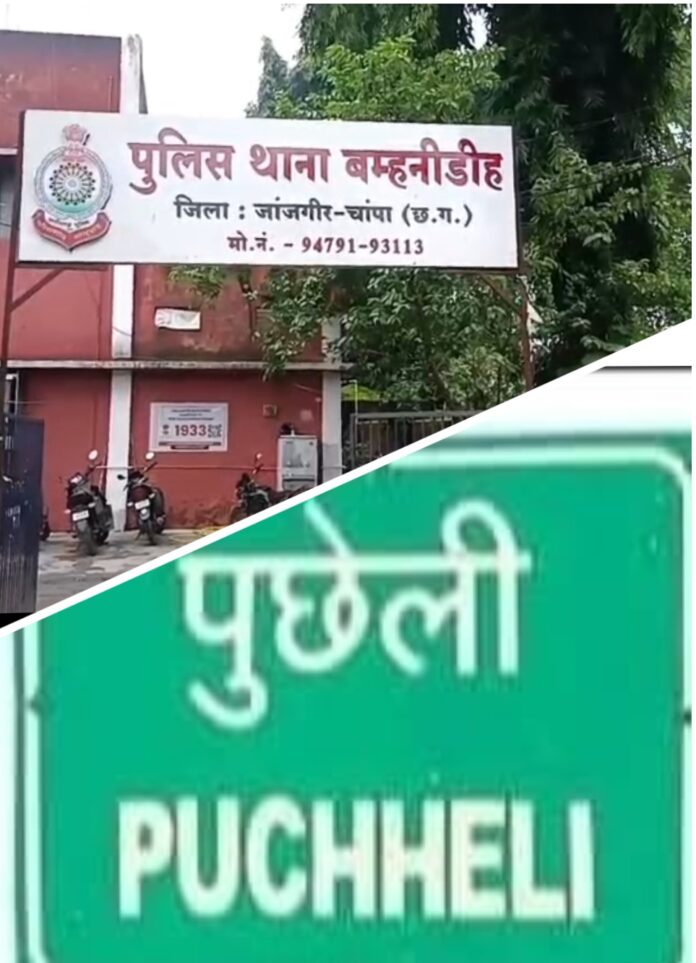 पुलिस थाना बम्हनीडीह
जिला : जांजगीर-चांपा (छ.ग.)
मो.नं. - 94791-93113
1933
पुछेली
PUCHHELI